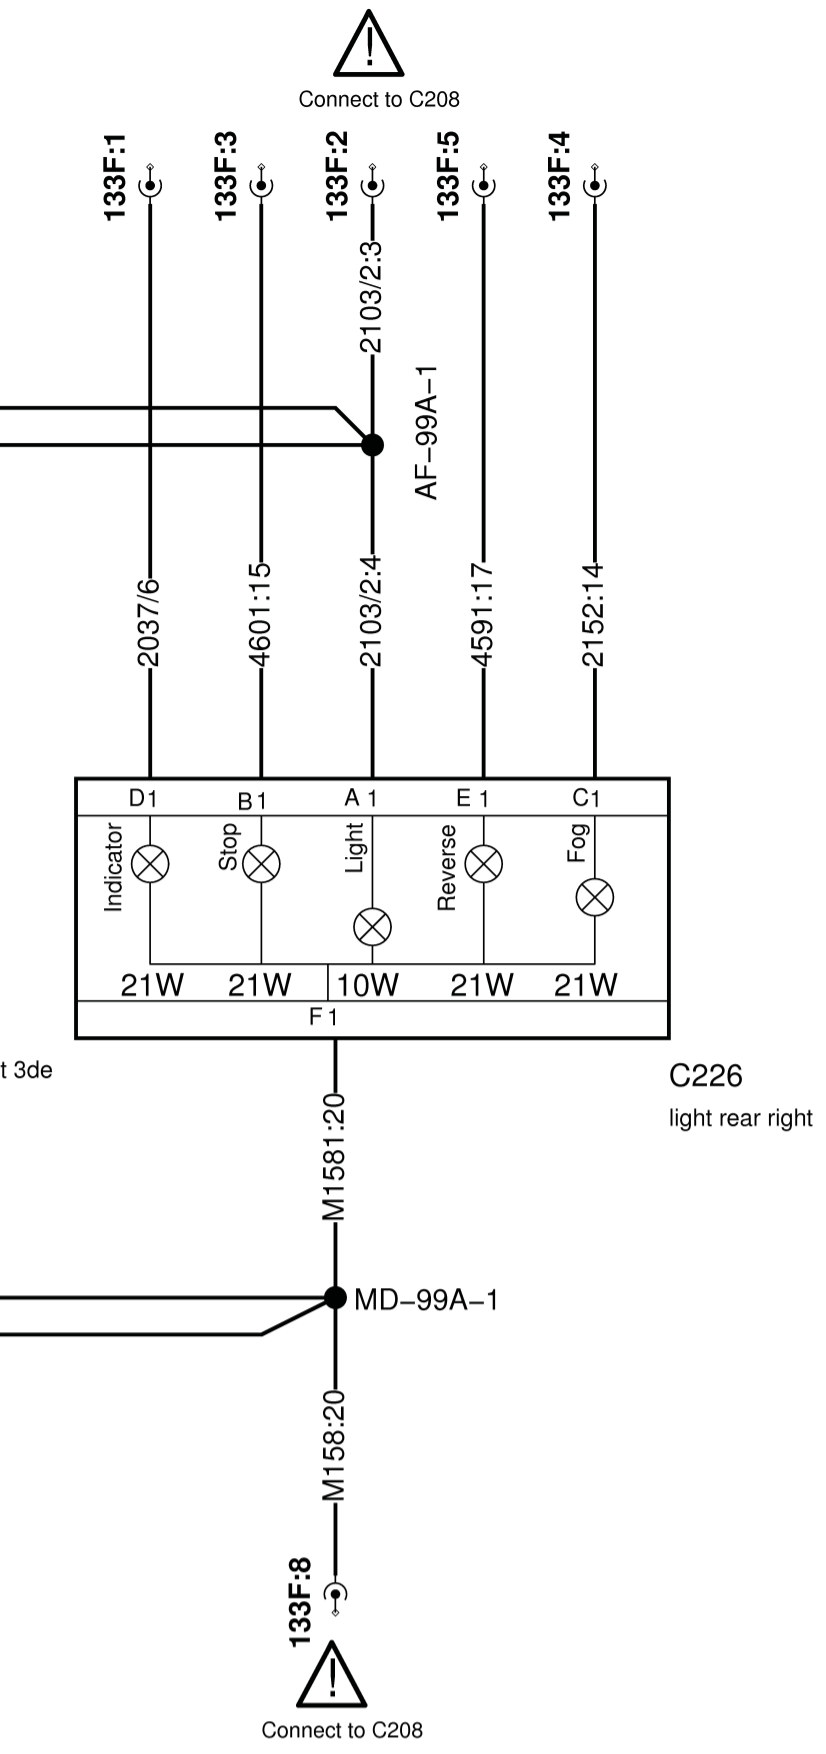 !
Connect to C208
133F:1
133F:3
133F:2
133F:5
133F:4
2103/2:3
AF−99A−1
2037/6
4601:15
2103/2:4
4591:17
2152:14
D1
B1
A 1
E 1
C1
Indicator
Stop
Light
Reverse
Fog
21W
21W
10W
21W
21W
F1
t 3de
C226
light rear right
M1581:20
MD−99A−1
M158:20
133F:8
!
Connect to C208